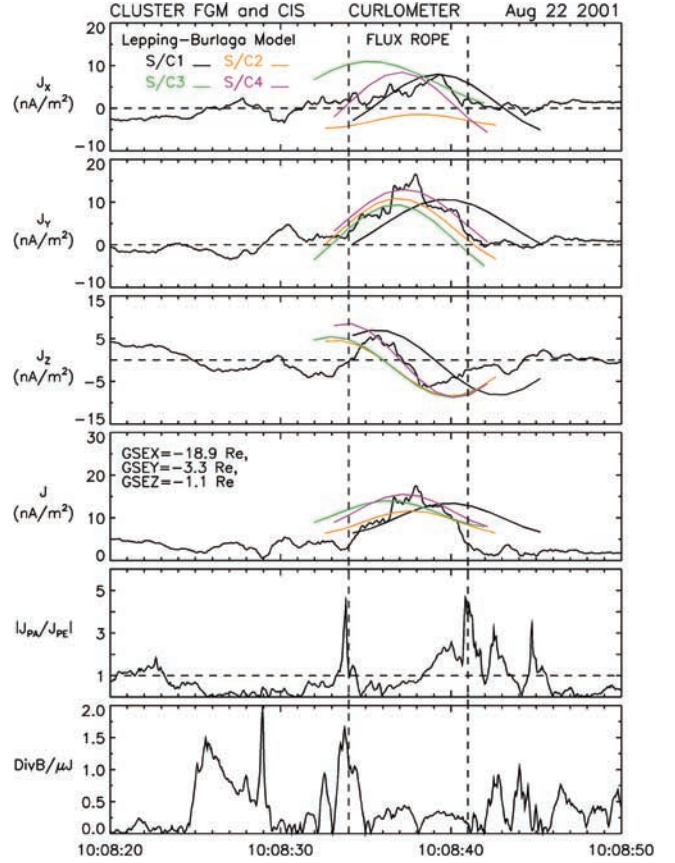 CLUSTER FGM and CIS CURLOMETER Aug 22 2001
Lepping-Burlaga Model FLUX ROPE
S/C1 S/C2
S/C3 S/C4
20
10
0
-10
JX
(nA/m²)
20
10
0
-10
JY
(nA/m²)
15
5
-5
-15
JZ
(nA/m²)
GSEX=-18.9 Re,
GSEY=-3.3 Re,
GSEZ=-1.1 Re
30
20
10
0
J
(nA/m²)
5
3
1
|JPA/JPE|
2.0
1.5
1.0
0.5
0.0
DivB/μJ
10:08:20 10:08:30 10:08:40 10:08:50